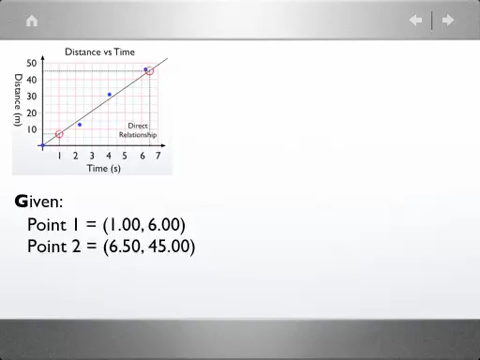 Distance vs Time
50
40
30
20
10
Distance (m)
Direct
Relationship
1 2 3 4 5 6 7
Time (s)
Given:
Point 1 = (1.00, 6.00)
Point 2 = (6.50, 45.00)